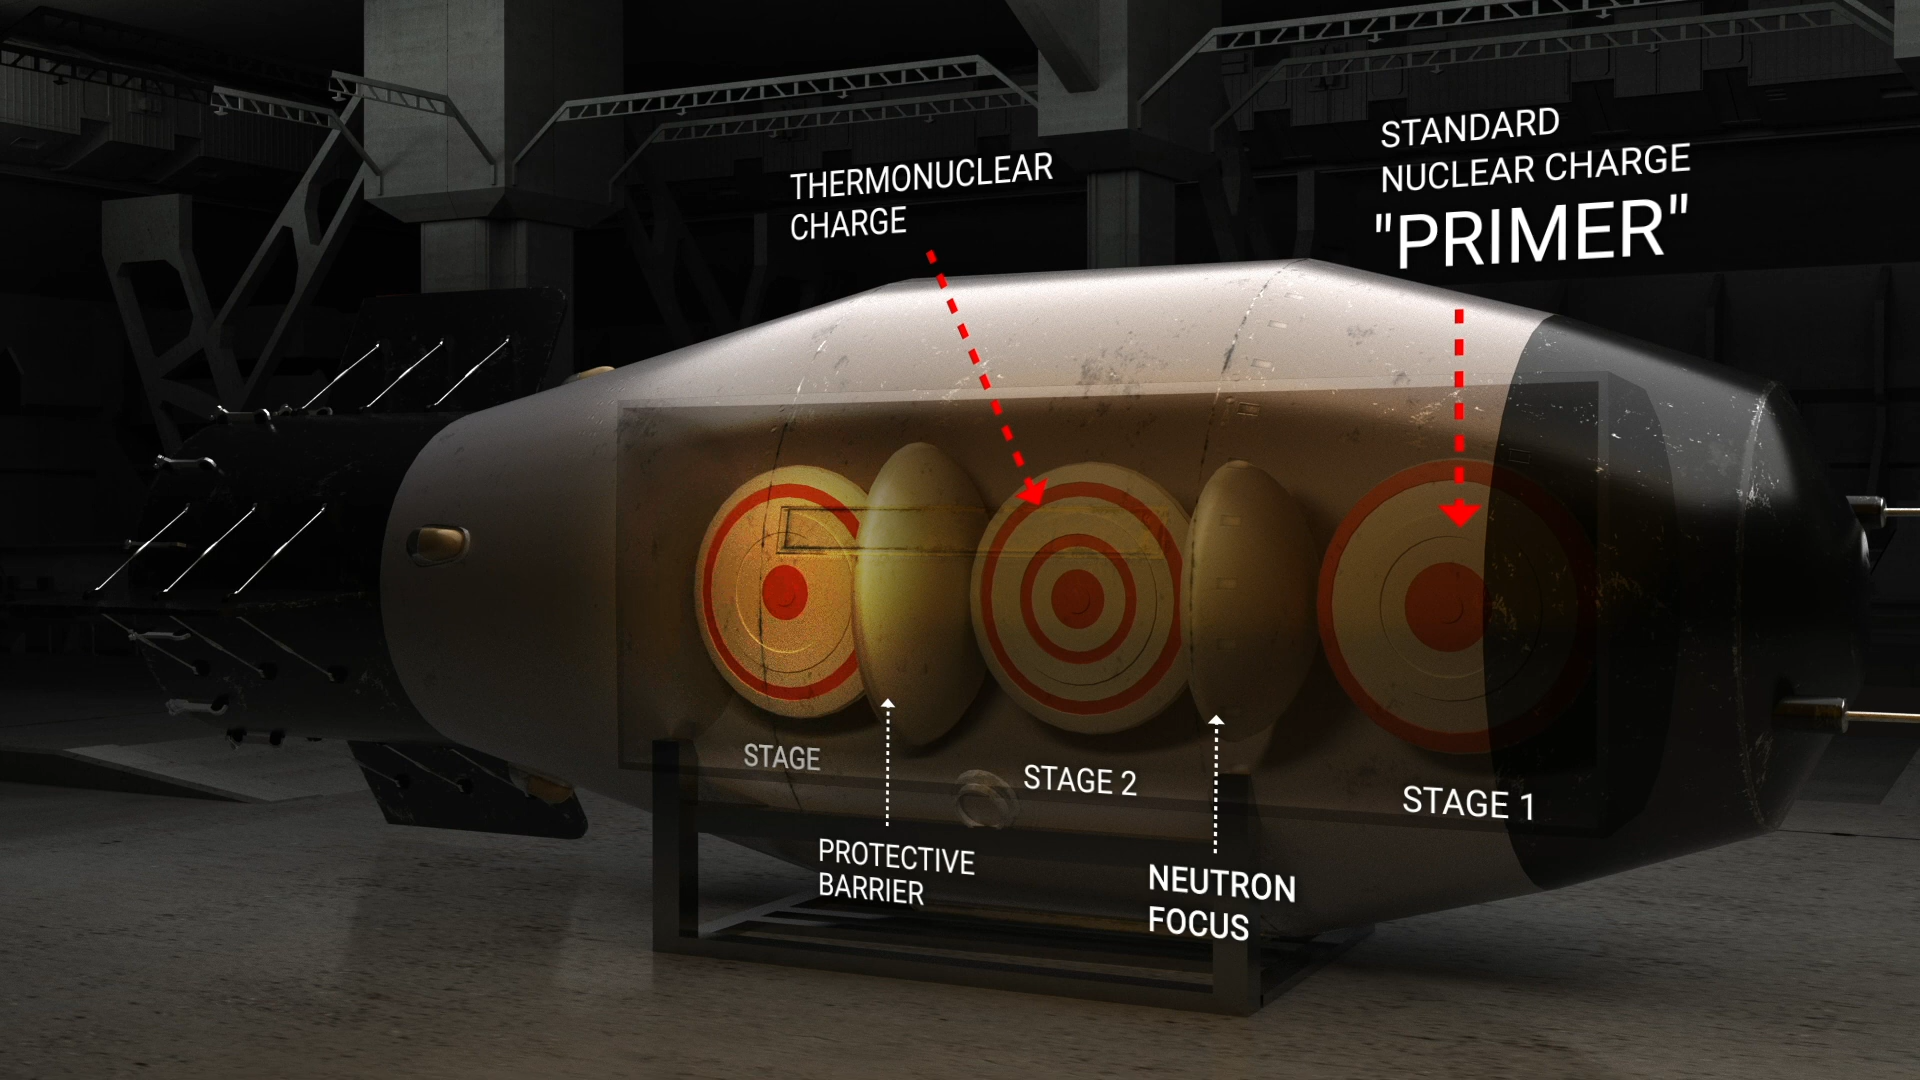 THERMONUCLEAR
CHARGE
STANDARD
NUCLEAR CHARGE
"PRIMER"
STAGE
STAGE 2
STAGE 1
PROTECTIVE
BARRIER
NEUTRON
FOCUS